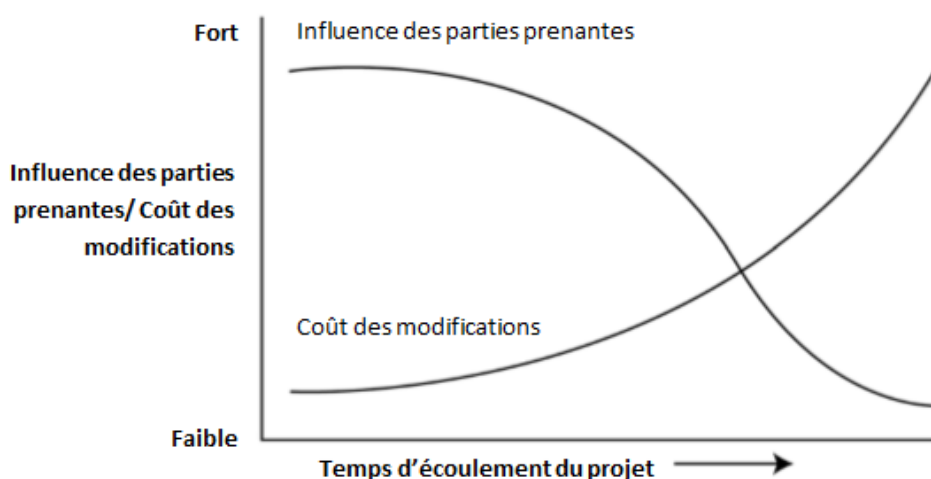 Fort
Influence des parties prenantes
Influence des parties
prenantes/ Coût des
modifications
Coût des modifications
Faible
Temps d’écoulement du projet